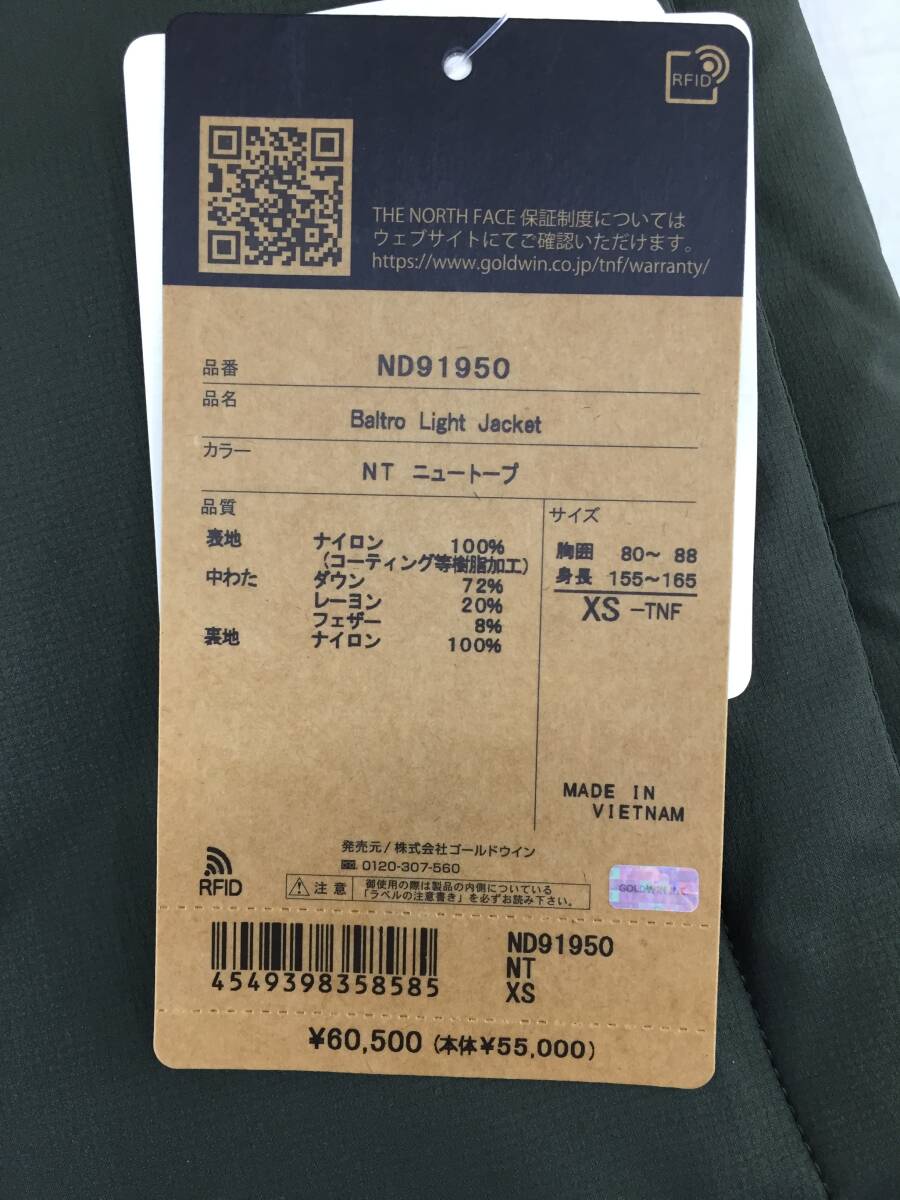 RFID
THE NORTH FACE 保証制度については
ウェブサイトにてご確認いただけます。
https://www.goldwin.co.jp/tnf/warranty/
品番 ND91950
品名 Baltro Light Jacket
カラー NT ニュートープ
品質
表地 ナイロン 100%
(コーティング等樹脂加工)
中わた ダウン 72%
レーヨン 20%
フェザー 8%
裏地 ナイロン 100%
サイズ
胸囲 80～ 88
身長 155～165
XS -TNF
MADE IN
VIETNAM
発売元/株式会社ゴールドウイン
0120-307-560
RFID
注意
御使用の際は製品の内側についている
「ラベルの注意書き」を必ずお読み下さい。
GOLDWIN
4549398358585
ND91950
NT
XS
¥60,500 (本体¥55,000)